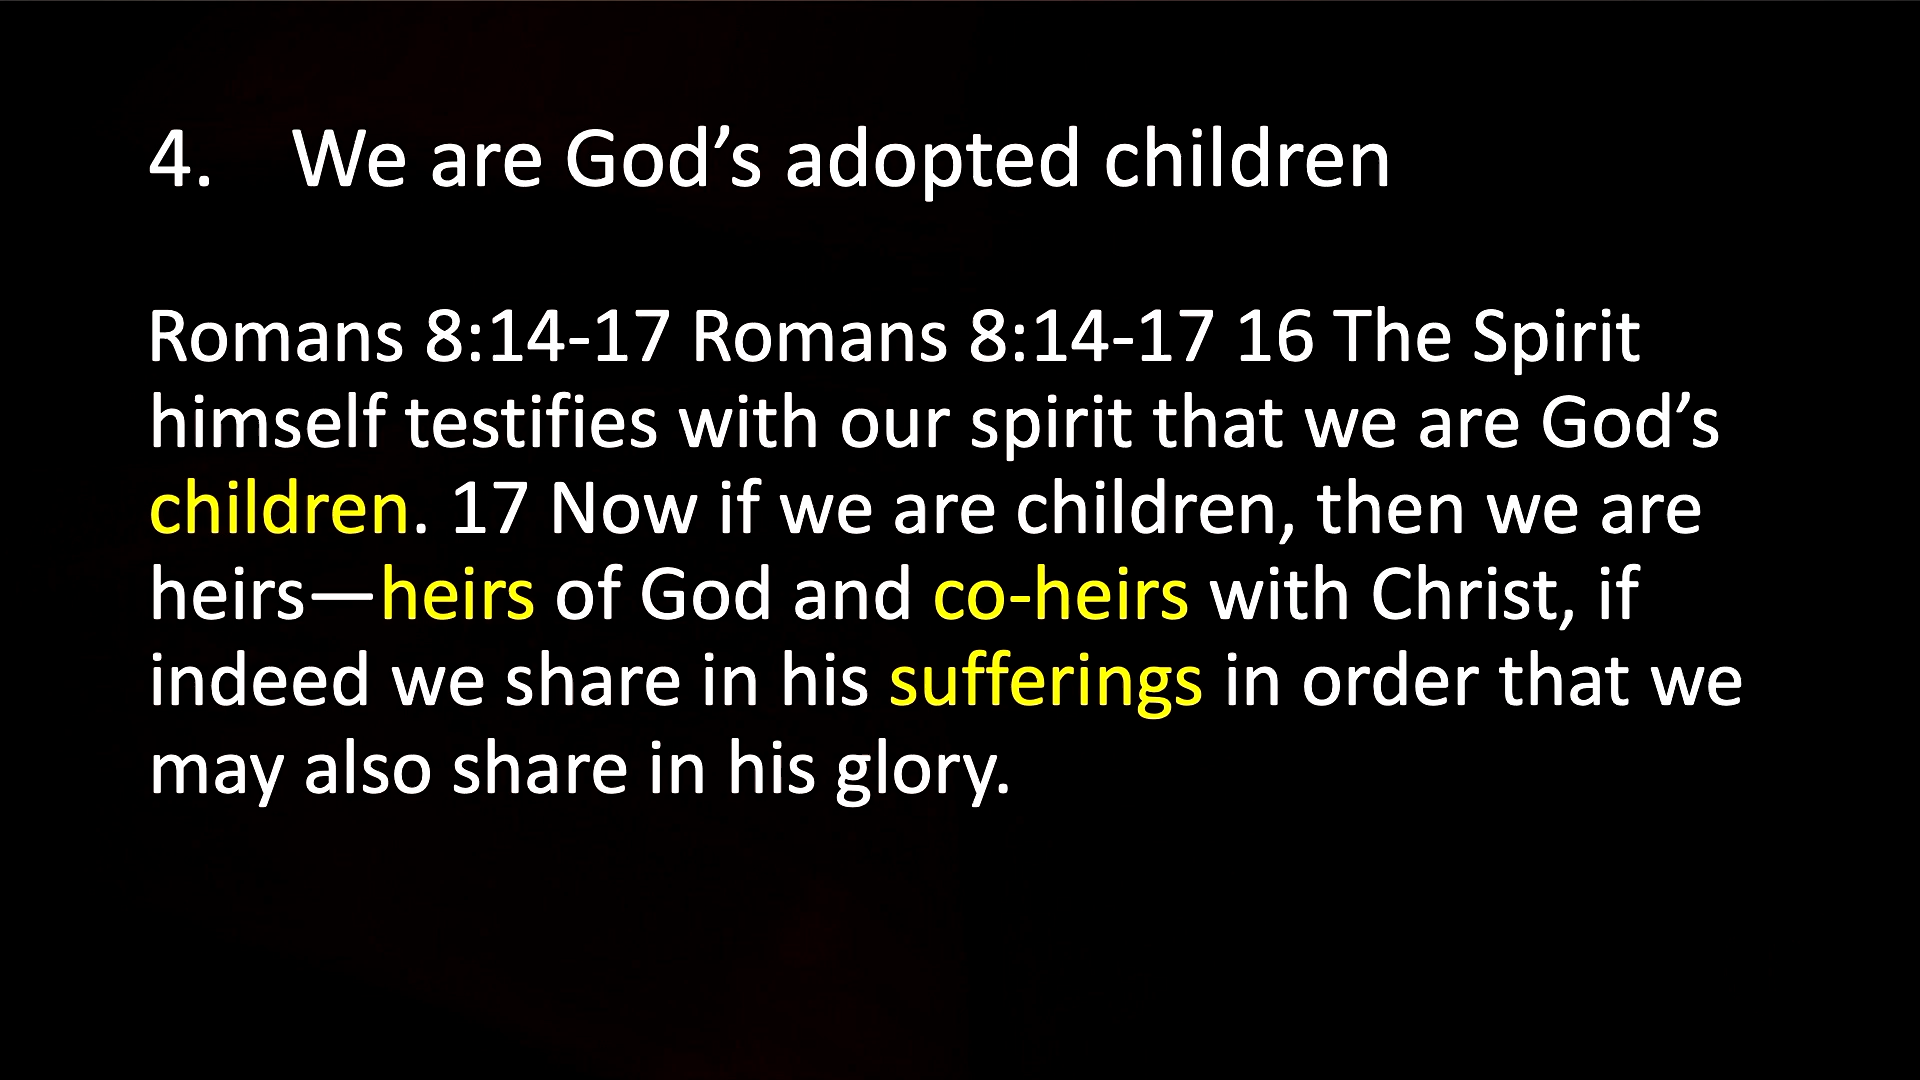 4. We are God’s adopted children
Romans 8:14-17 Romans 8:14-17 16 The Spirit
himself testifies with our spirit that we are God’s
children. 17 Now if we are children, then we are
heirs—heirs of God and co-heirs with Christ, if
indeed we share in his sufferings in order that we
may also share in his glory.